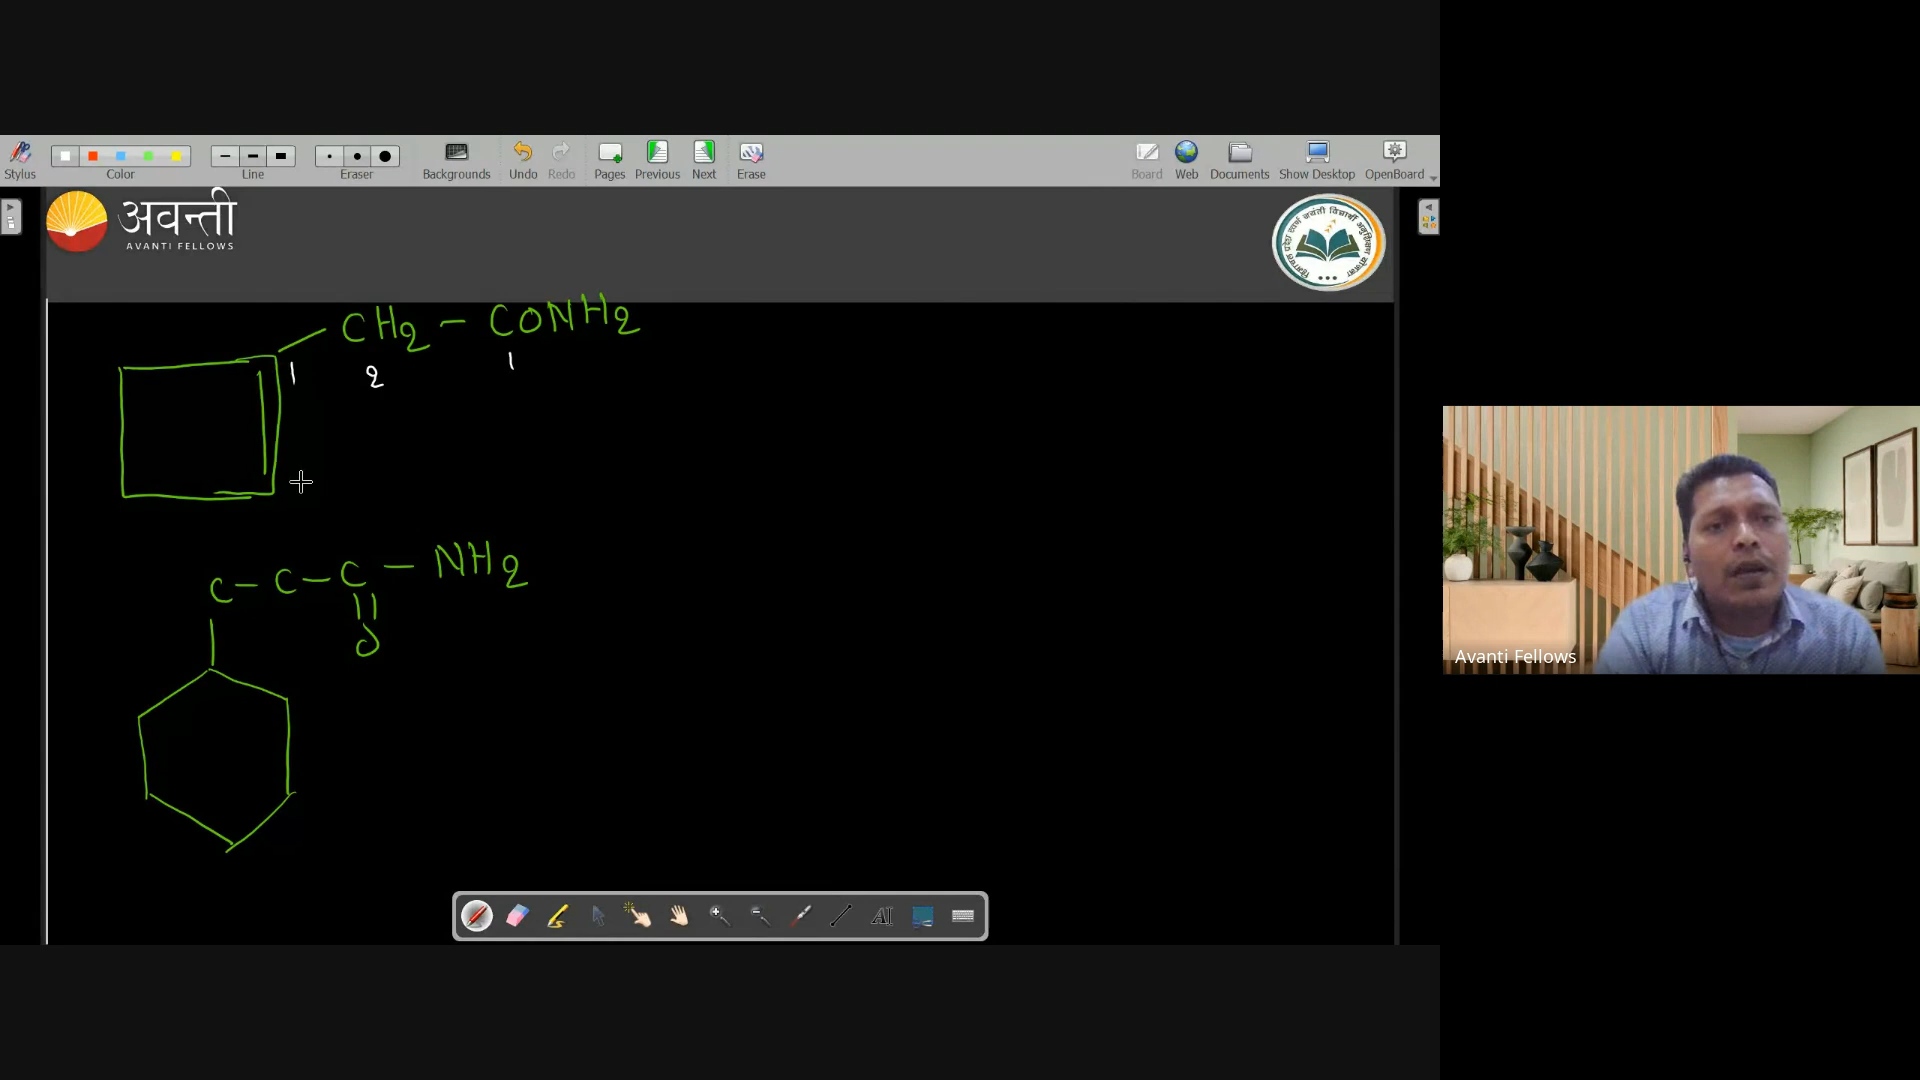 Stylus
Color
Line
Eraser
Backgrounds
Undo
Redo
Pages
Previous
Next
Erase
Board
Web
Documents
Show Desktop
OpenBoard
अवन्ती
AVANTI FELLOWS
CH2 - CONH2
1 2 1
C - C - C - NH2
O
Avanti Fellows